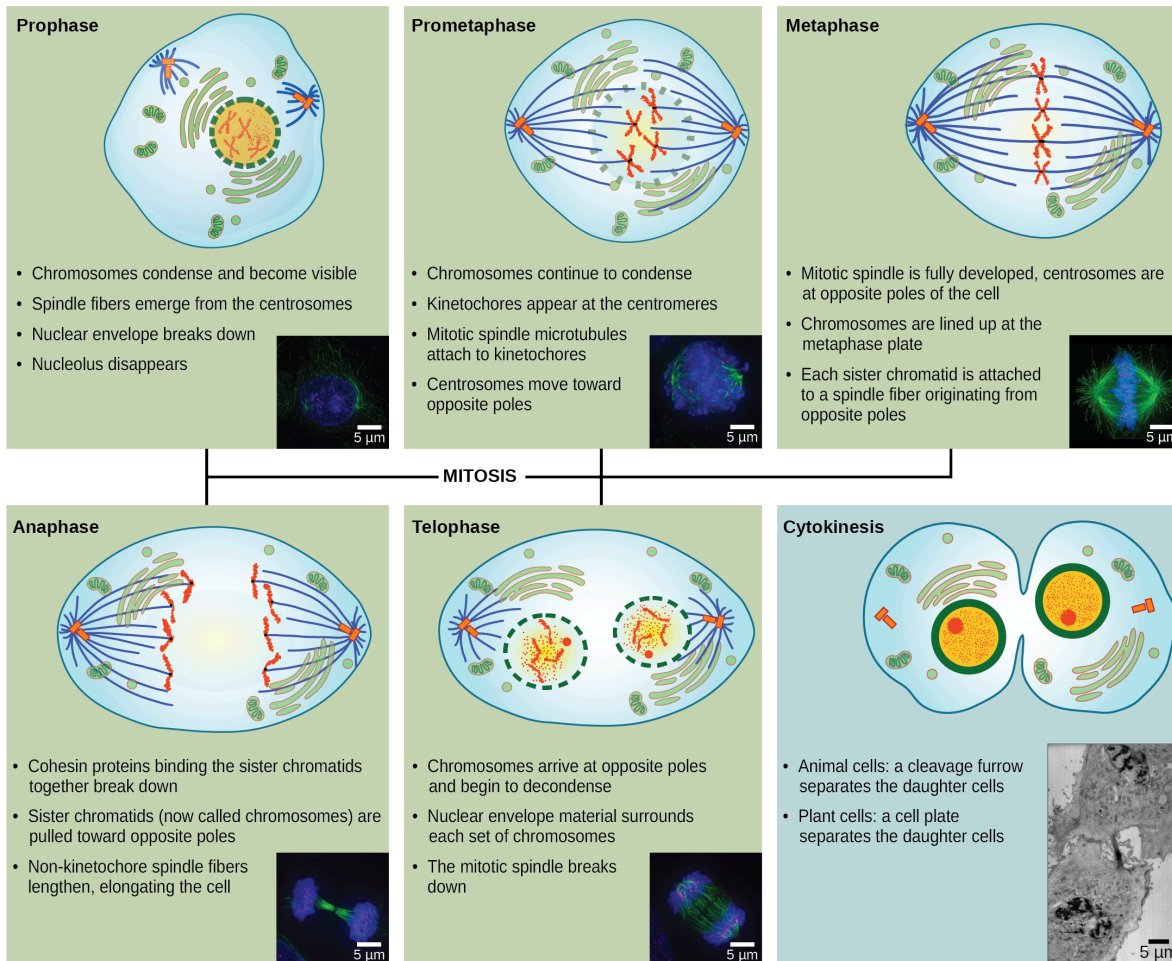 Prophase
• Chromosomes condense and become visible
• Spindle fibers emerge from the centrosomes
• Nuclear envelope breaks down
• Nucleolus disappears
5 µm
Prometaphase
• Chromosomes continue to condense
• Kinetochores appear at the centromeres
• Mitotic spindle microtubules
attach to kinetochores
• Centrosomes move toward
opposite poles
5 µm
Metaphase
• Mitotic spindle is fully developed, centrosomes are
at opposite poles of the cell
• Chromosomes are lined up at the
metaphase plate
• Each sister chromatid is attached
to a spindle fiber originating from
opposite poles
5 µm
MITOSIS
Anaphase
• Cohesin proteins binding the sister chromatids
together break down
• Sister chromatids (now called chromosomes) are
pulled toward opposite poles
• Non-kinetochore spindle fibers
lengthen, elongating the cell
5 µm
Telophase
• Chromosomes arrive at opposite poles
and begin to decondense
• Nuclear envelope material surrounds
each set of chromosomes
• The mitotic spindle breaks
down
5 µm
Cytokinesis
• Animal cells: a cleavage furrow
separates the daughter cells
• Plant cells: a cell plate
separates the daughter cells
5 µm